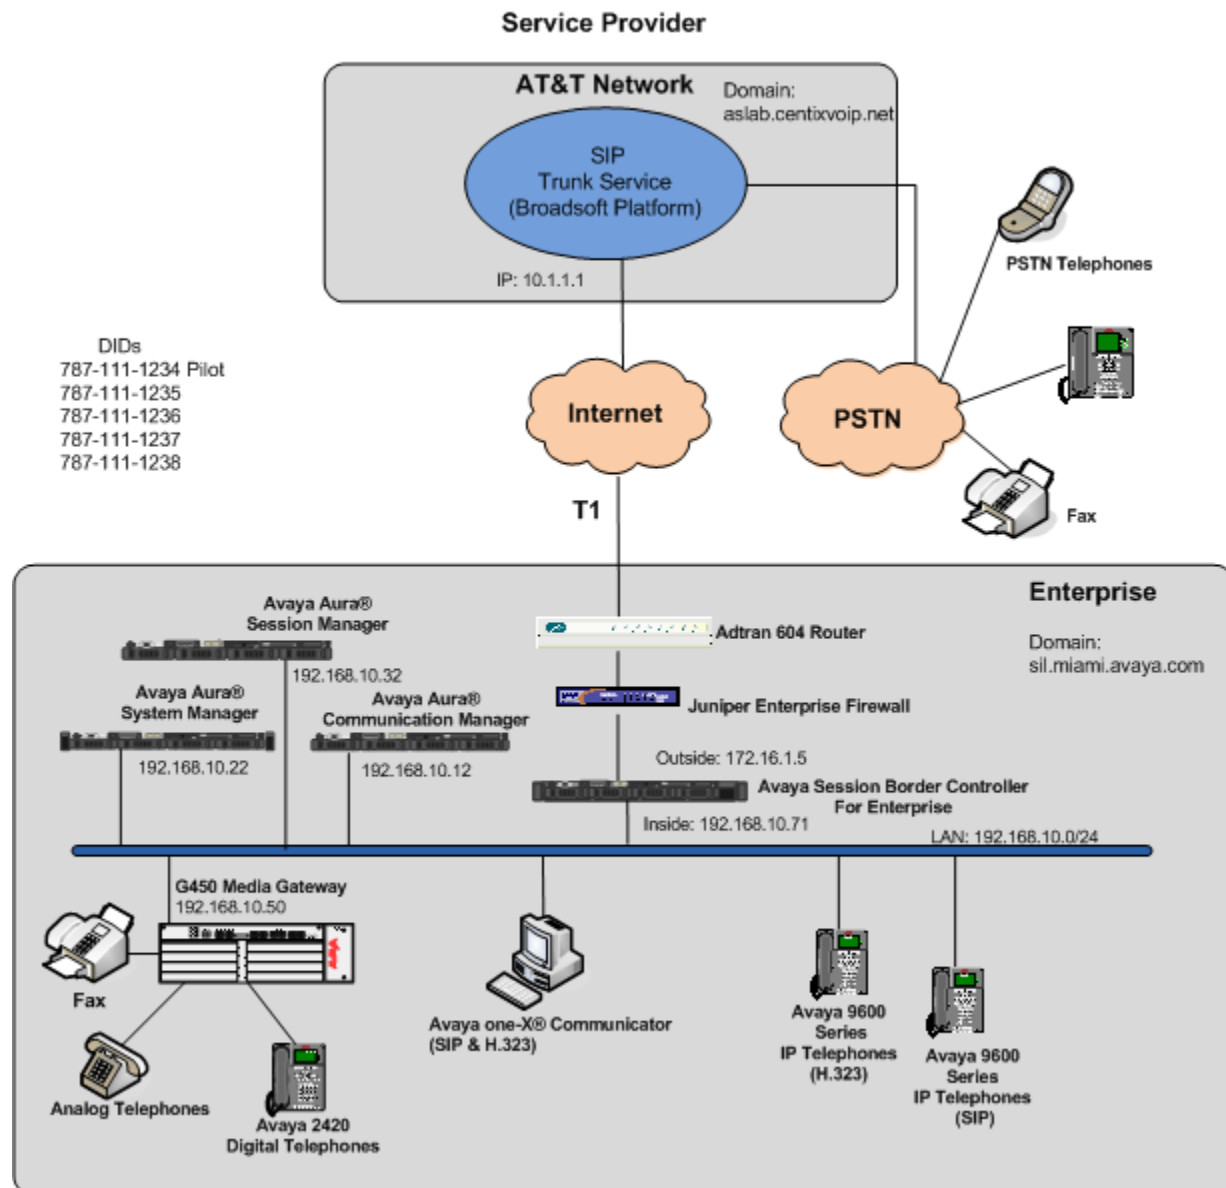 Service Provider
AT&T Network
Domain:
aslab.centixvoip.net
SIP
Trunk Service
(Broadsoft Platform)
IP: 10.1.1.1
PSTN Telephones
DIDs
787-111-1234 Pilot
787-111-1235
787-111-1236
787-111-1237
787-111-1238
Internet
PSTN
T1
Fax
Enterprise
Domain:
sil.miami.avaya.com
Avaya Aura®
Session Manager
192.168.10.32
Adtran 604 Router
Avaya Aura®
System Manager
192.168.10.22
Avaya Aura®
Communication Manager
192.168.10.12
Juniper Enterprise Firewall
Outside: 172.16.1.5
Avaya Session Border Controller
For Enterprise
Inside: 192.168.10.71
LAN: 192.168.10.0/24
G450 Media Gateway
192.168.10.50
Fax
Analog Telephones
Avaya 2420
Digital Telephones
Avaya one-X® Communicator
(SIP & H.323)
Avaya 9600
Series
IP Telephones
(H.323)
Avaya 9600
Series
IP Telephones
(SIP)